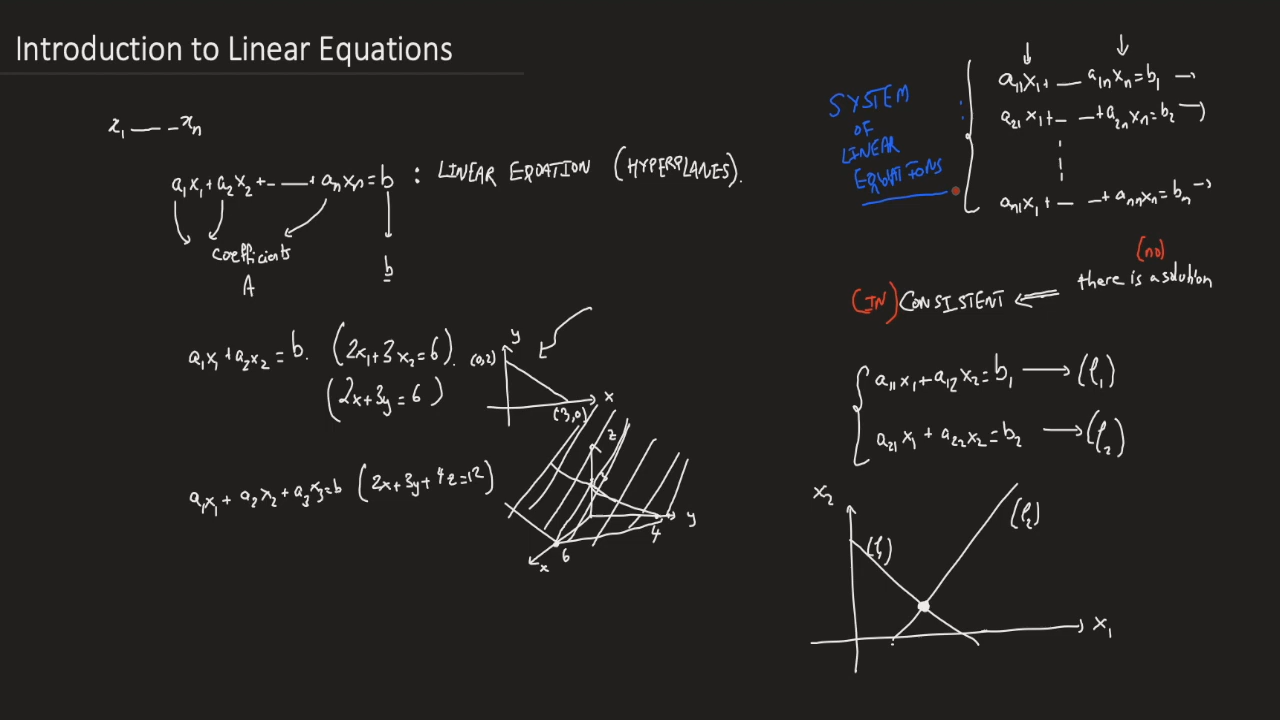 Introduction to Linear Equations
x₁ — – xₙ
a₁x₁+a₂x₂+- — + aₙxₙ = b : LINEAR EQUATION (HYPERPLANES).
coefficients
A
b
a₁x₁ + a₂x₂ = b. (2x₁+3x₂=6).
(2x+3y=6)
(0,2)
y
x
(3,0)
a₁x₁ + a₂x₂ + a₃x₃=b (2x+3y+4z=12)
z
y
4
6
x
SYSTEM
OF
LINEAR
EQUATIONS
:
a₁₁x₁+ — a₁ₙxₙ=b₁ →
a₂₁x₁+– –+a₂ₙxₙ=b₂ →
aₙ₁x₁ + – –+aₙₙxₙ=bₙ →
(no)
(IN) CONSISTENT ⇐ there is a solution
a₁₁x₁+a₁₂x₂=b₁ → (l₁)
a₂₁x₁ + a₂₂x₂=b₂ → (l₂)
x₂
(l₂)
(l₁)
x₁